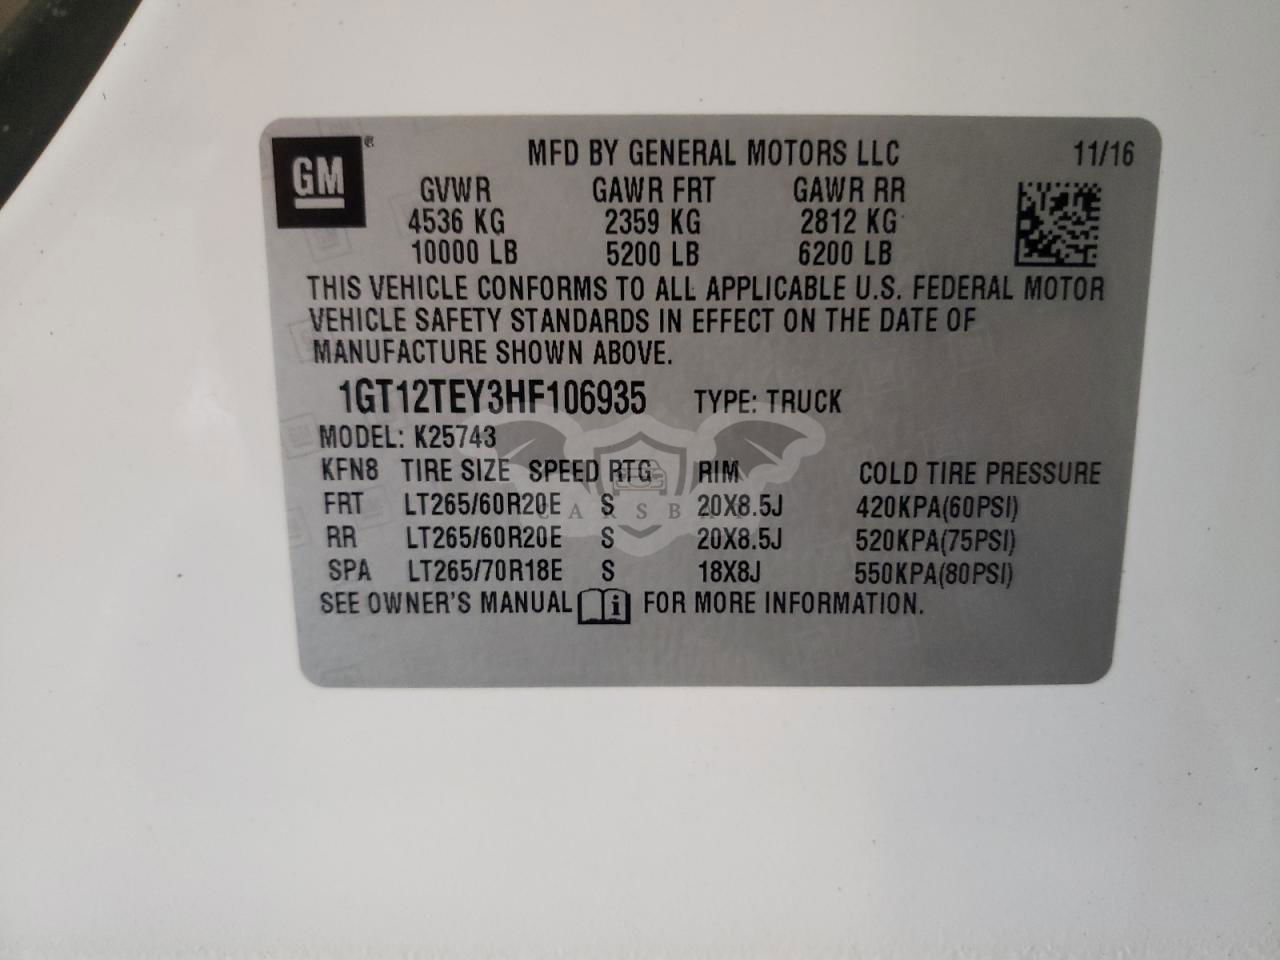 GM®
MFD BY GENERAL MOTORS LLC 11/16
GVWR GAWR FRT GAWR RR
4536 KG 2359 KG 2812 KG
10000 LB 5200 LB 6200 LB
THIS VEHICLE CONFORMS TO ALL APPLICABLE U.S. FEDERAL MOTOR
VEHICLE SAFETY STANDARDS IN EFFECT ON THE DATE OF
MANUFACTURE SHOWN ABOVE.
1GT12TEY3HF106935 TYPE: TRUCK
MODEL: K25743
KFN8 TIRE SIZE SPEED RTG RIM COLD TIRE PRESSURE
FRT LT265/60R20E S 20X8.5J 420KPA(60PSI)
RR LT265/60R20E S 20X8.5J 520KPA(75PSI)
SPA LT265/70R18E S 18X8J 550KPA(80PSI)
SEE OWNER'S MANUAL i FOR MORE INFORMATION.